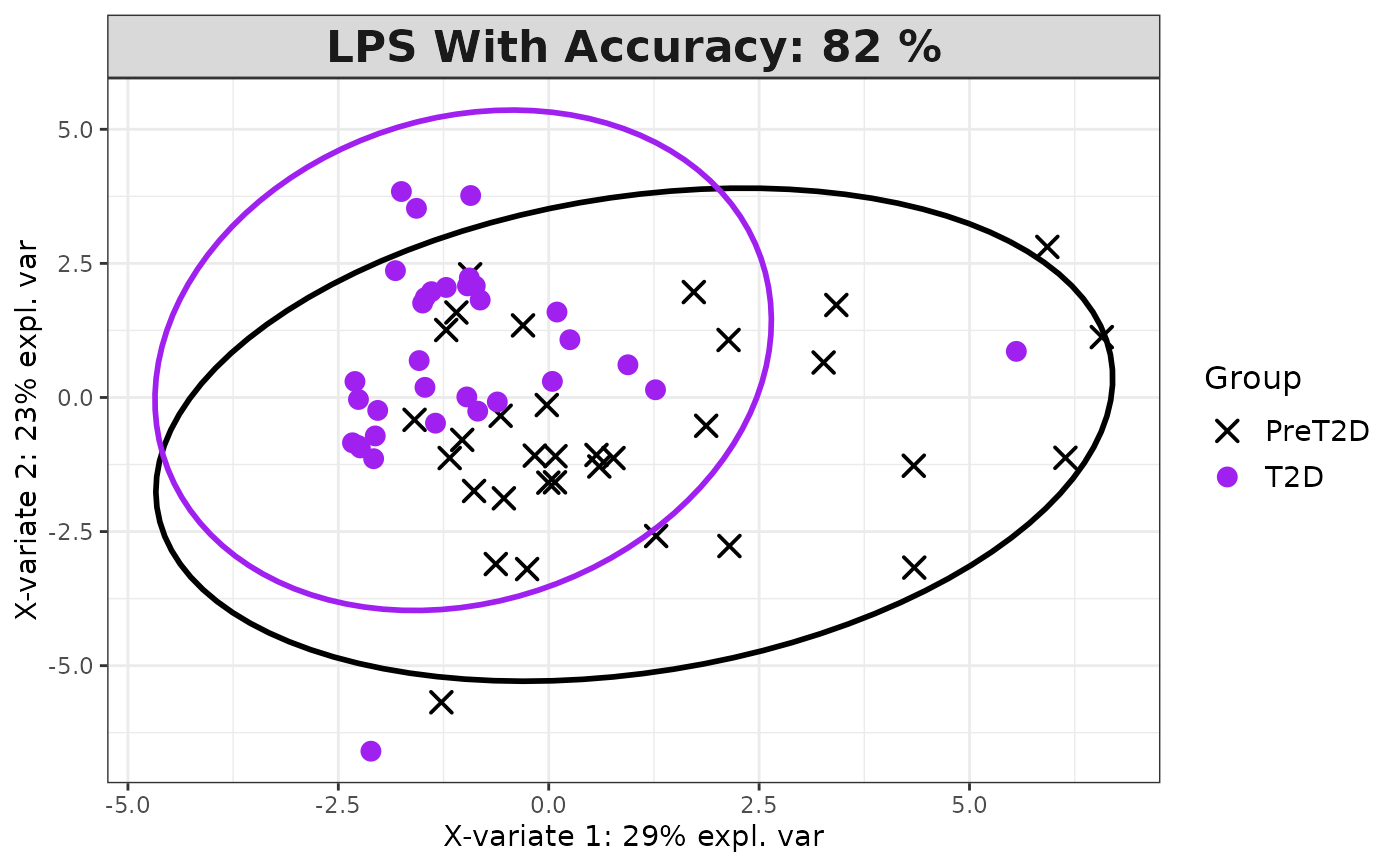 LPS With Accuracy: 82 %
5.0
2.5
0.0
-2.5
-5.0
X-variate 2: 23% expl. var
-5.0
-2.5
0.0
2.5
5.0
X-variate 1: 29% expl. var
Group
PreT2D
T2D